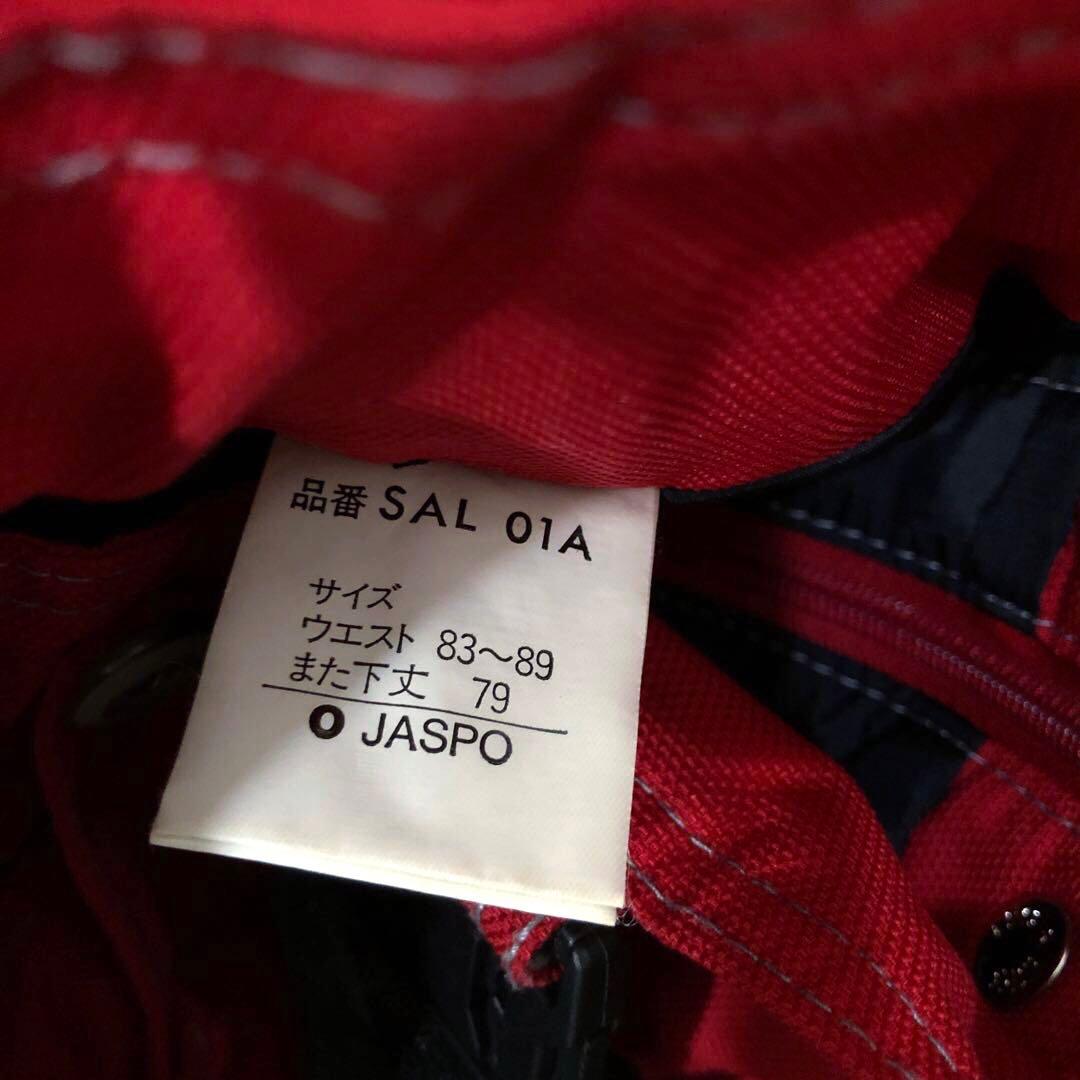 品番 SAL 01A
サイズ
ウエスト 83〜89
また下丈 79
O JASPO